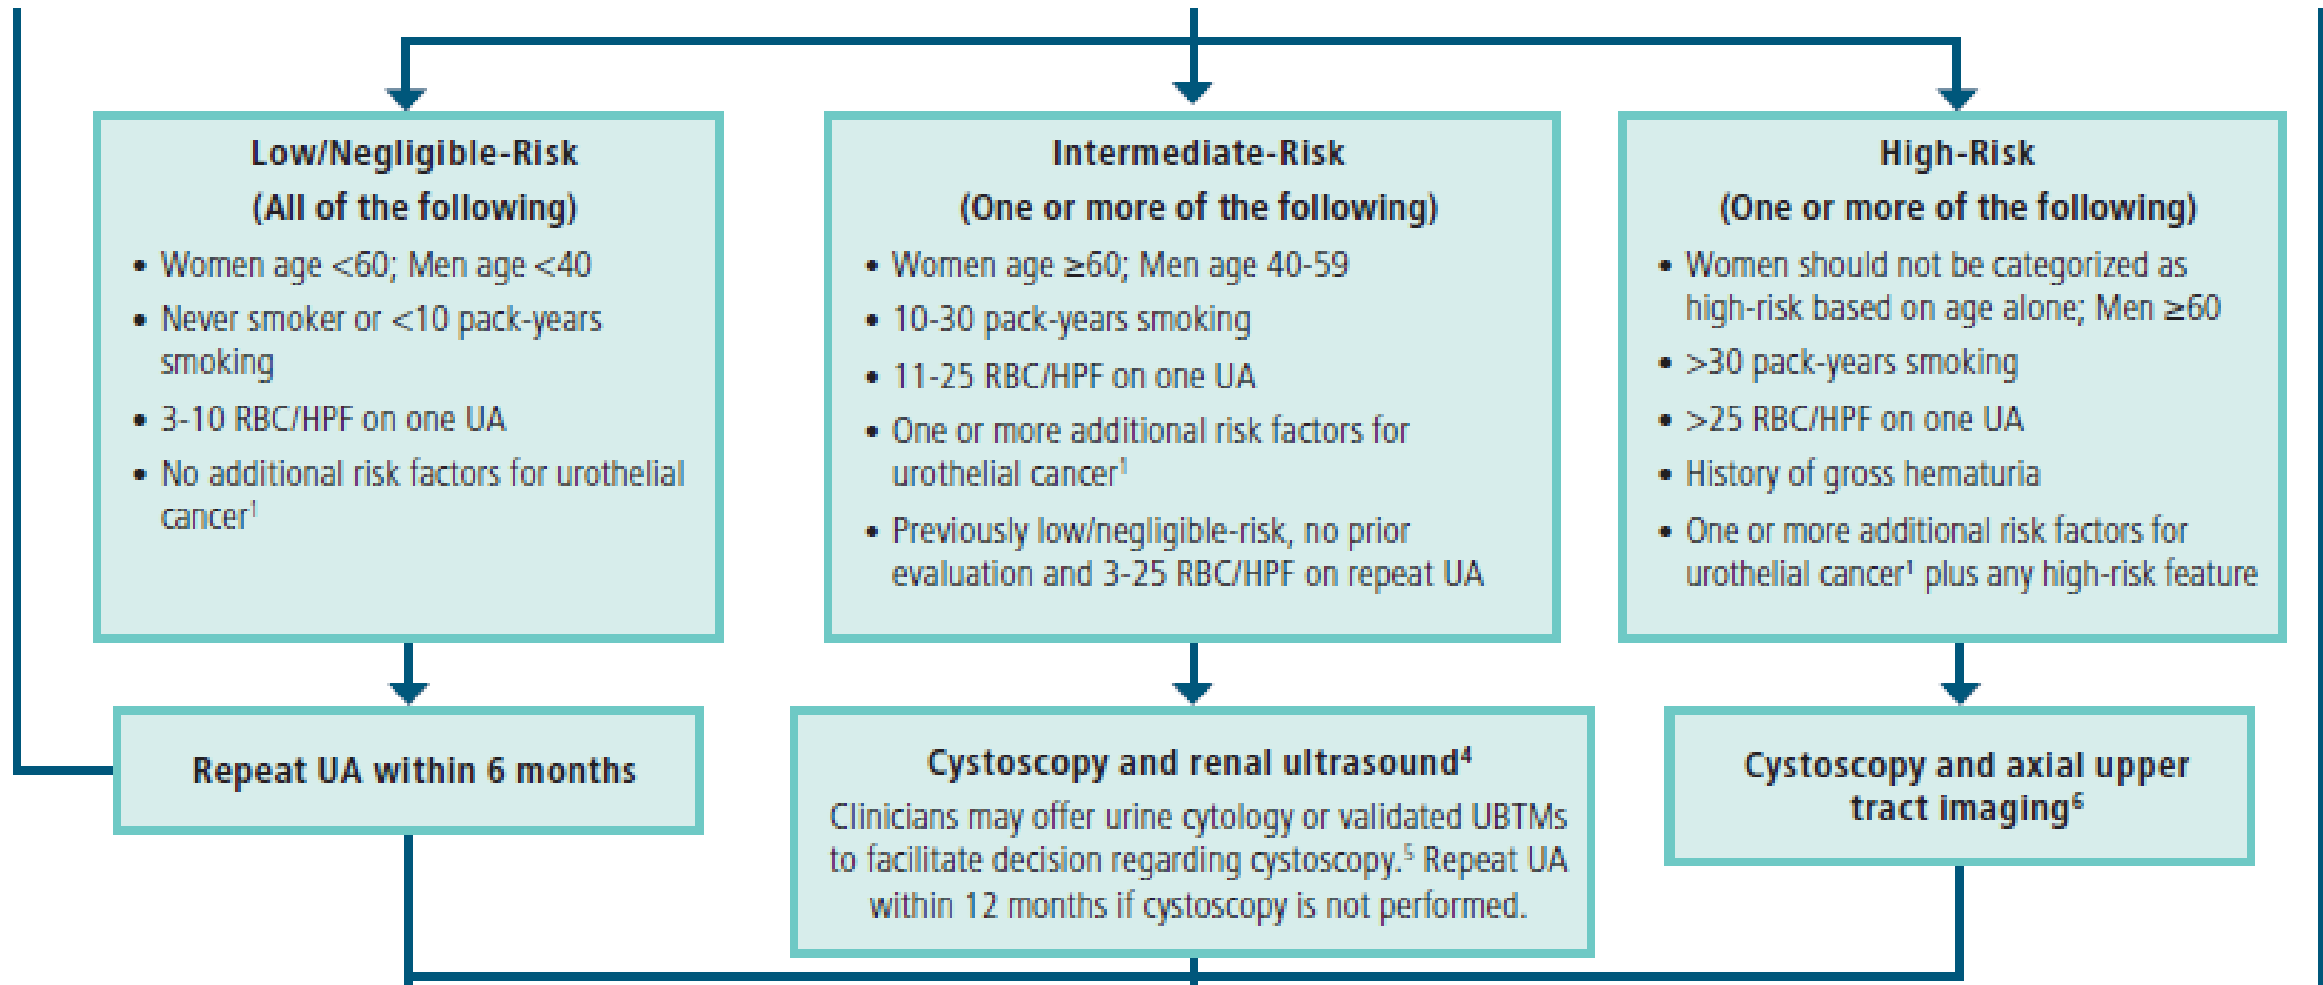 Low/Negligible-Risk
(All of the following)
• Women age <60; Men age <40
• Never smoker or <10 pack-years
smoking
• 3-10 RBC/HPF on one UA
• No additional risk factors for urothelial
cancer¹
Repeat UA within 6 months
Intermediate-Risk
(One or more of the following)
• Women age ≥60; Men age 40-59
• 10-30 pack-years smoking
• 11-25 RBC/HPF on one UA
• One or more additional risk factors for
urothelial cancer¹
• Previously low/negligible-risk, no prior
evaluation and 3-25 RBC/HPF on repeat UA
Cystoscopy and renal ultrasound⁴
Clinicians may offer urine cytology or validated UBTMs
to facilitate decision regarding cystoscopy.⁵ Repeat UA
within 12 months if cystoscopy is not performed.
High-Risk
(One or more of the following)
• Women should not be categorized as
high-risk based on age alone; Men ≥60
• >30 pack-years smoking
• >25 RBC/HPF on one UA
• History of gross hematuria
• One or more additional risk factors for
urothelial cancer¹ plus any high-risk feature
Cystoscopy and axial upper
tract imaging⁶